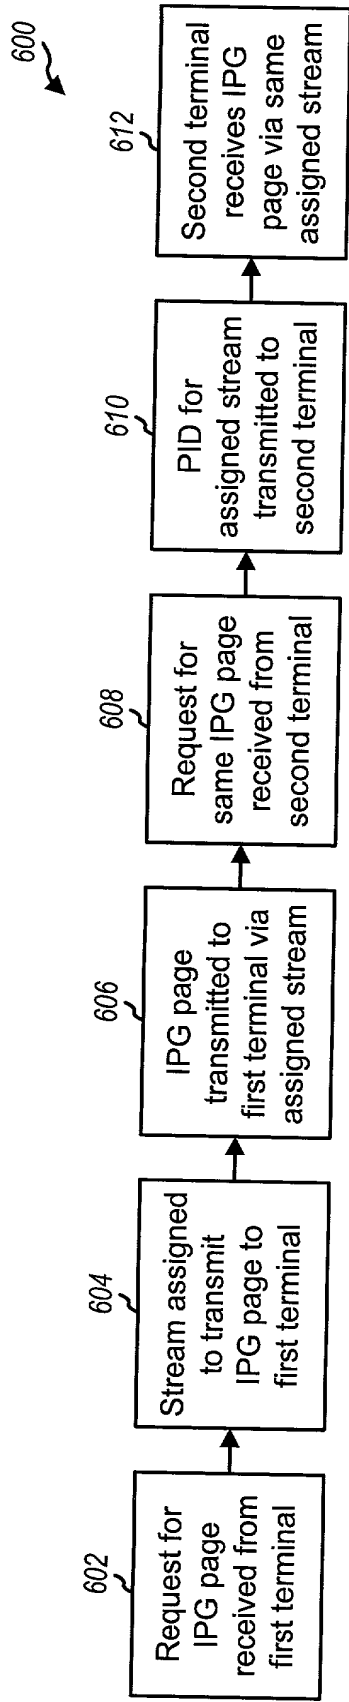 600
602
Request for
IPG page
received from
first terminal
604
Stream assigned
to transmit
IPG page to
first terminal
606
IPG page
transmitted to
first terminal via
assigned stream
608
Request for
same IPG page
received from
second terminal
610
PID for
assigned stream
transmitted to
second terminal
612
Second terminal
receives IPG
page via same
assigned stream